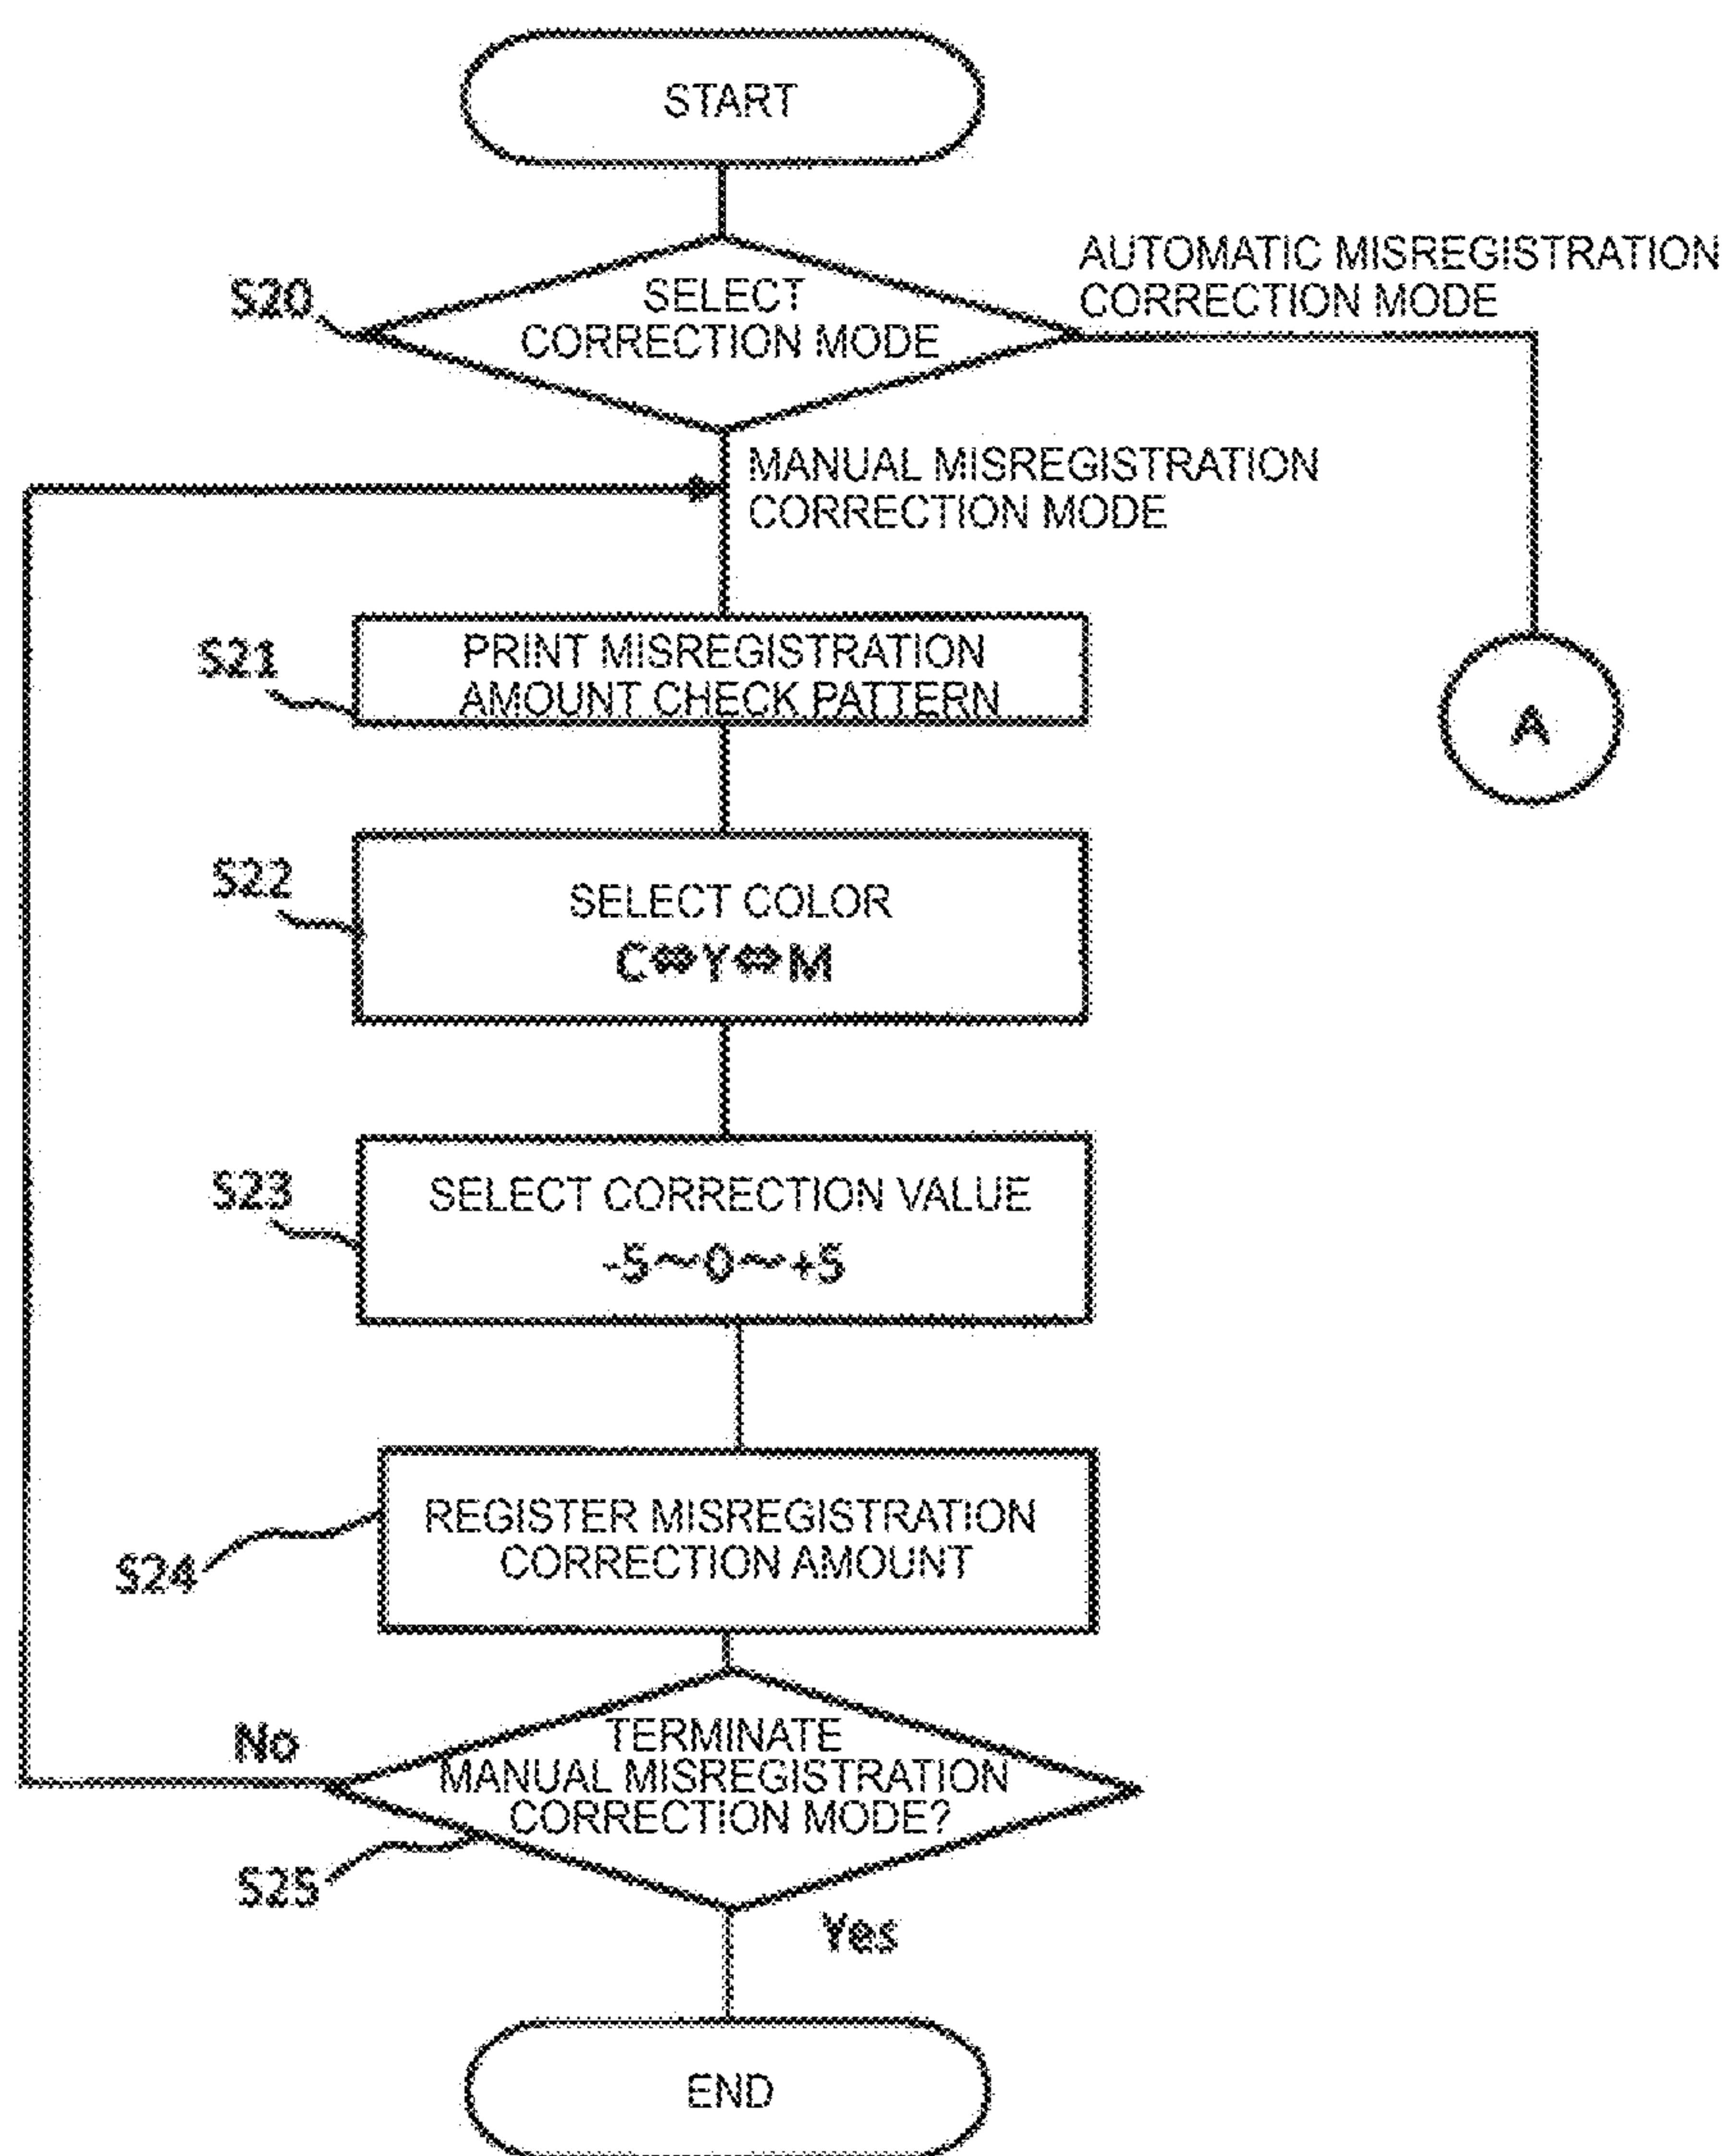 START
S20
SELECT
CORRECTION MODE
AUTOMATIC MISREGISTRATION
CORRECTION MODE
MANUAL MISREGISTRATION
CORRECTION MODE
S21
PRINT MISREGISTRATION
AMOUNT CHECK PATTERN
A
S22
SELECT COLOR
C⇔Y⇔M
S23
SELECT CORRECTION VALUE
-5～0～+5
S24
REGISTER MISREGISTRATION
CORRECTION AMOUNT
No
TERMINATE
MANUAL MISREGISTRATION
CORRECTION MODE?
S25
Yes
END